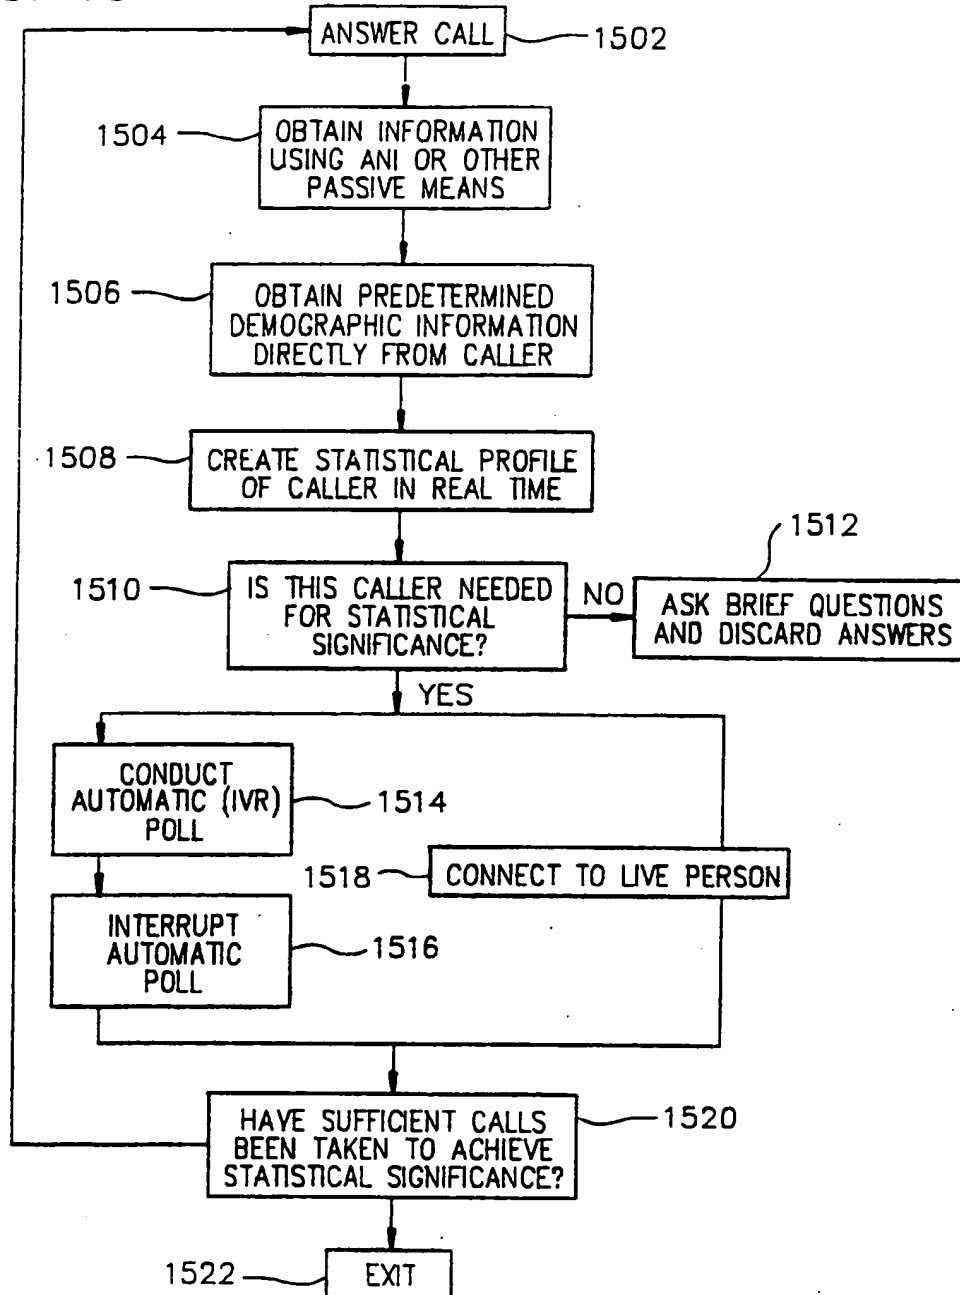 ANSWER CALL
1502
1504
OBTAIN INFORMATION
USING ANI OR OTHER
PASSIVE MEANS
1506
OBTAIN PREDETERMINED
DEMOGRAPHIC INFORMATION
DIRECTLY FROM CALLER
1508
CREATE STATISTICAL PROFILE
OF CALLER IN REAL TIME
1510
IS THIS CALLER NEEDED
FOR STATISTICAL
SIGNIFICANCE?
NO
1512
ASK BRIEF QUESTIONS
AND DISCARD ANSWERS
YES
CONDUCT
AUTOMATIC (IVR)
POLL
1514
1518
CONNECT TO LIVE PERSON
INTERRUPT
AUTOMATIC
POLL
1516
HAVE SUFFICIENT CALLS
BEEN TAKEN TO ACHIEVE
STATISTICAL SIGNIFICANCE?
1520
1522
EXIT